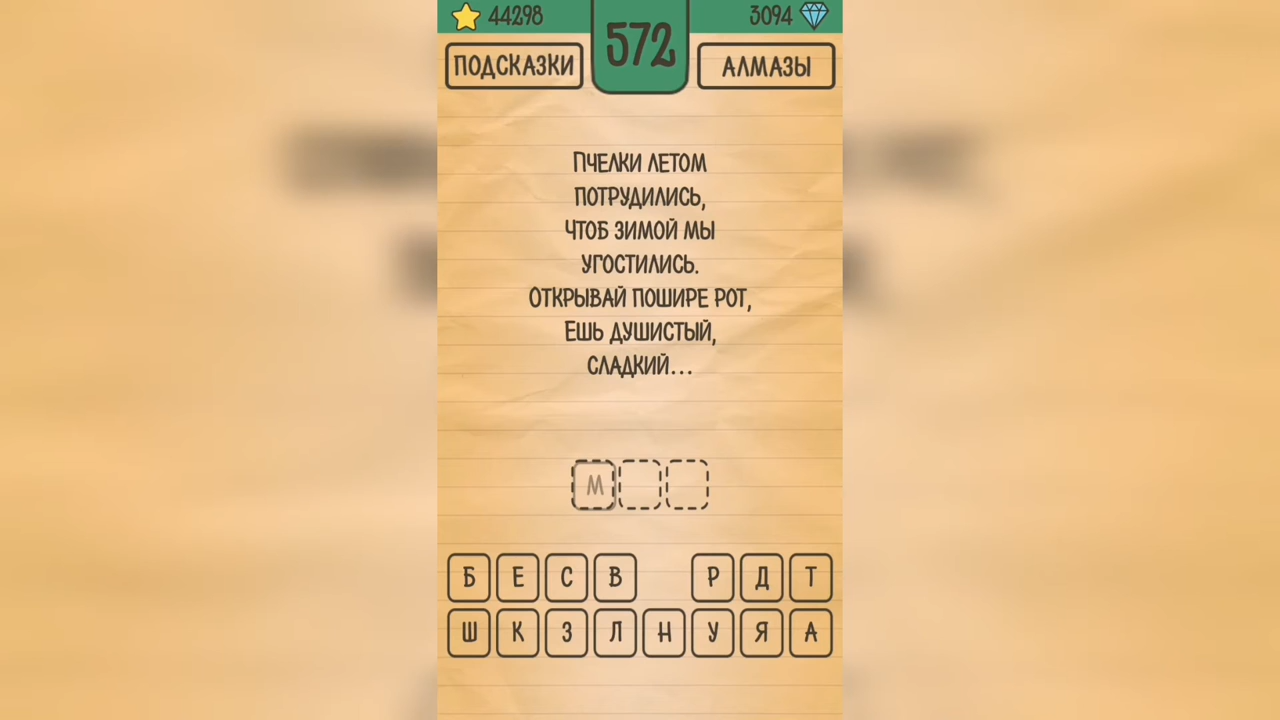 44298
572
3094
ПОДСКАЗКИ
АЛМАЗЫ
ПЧЕЛКИ ЛЕТОМ
ПОТРУДИЛИСЬ,
ЧТОБ ЗИМОЙ МЫ
УГОСТИЛИСЬ.
ОТКРЫВАЙ ПОШИРЕ РОТ,
ЕШЬ ДУШИСТЫЙ,
СЛАДКИЙ...
М
Б Е С В Р Д Т
Ш К З Л Н У Я А